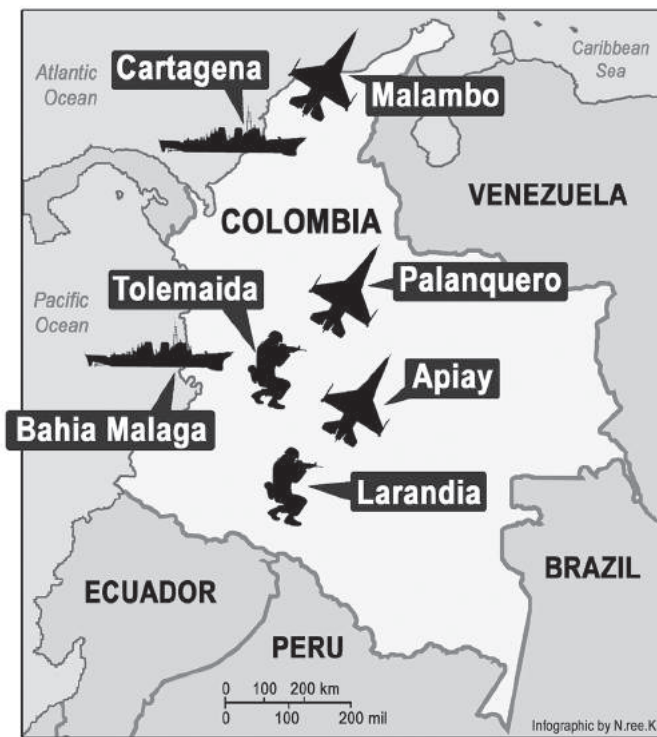 Atlantic
Ocean
Cartagena
Caribbean
Sea
Malambo
VENEZUELA
COLOMBIA
Pacific
Ocean
Tolemaida
Palanquero
Apiay
Bahia Malaga
Larandia
ECUADOR
BRAZIL
PERU
0 100 200 km
0 100 200 mil
Infographic by N.ree.K